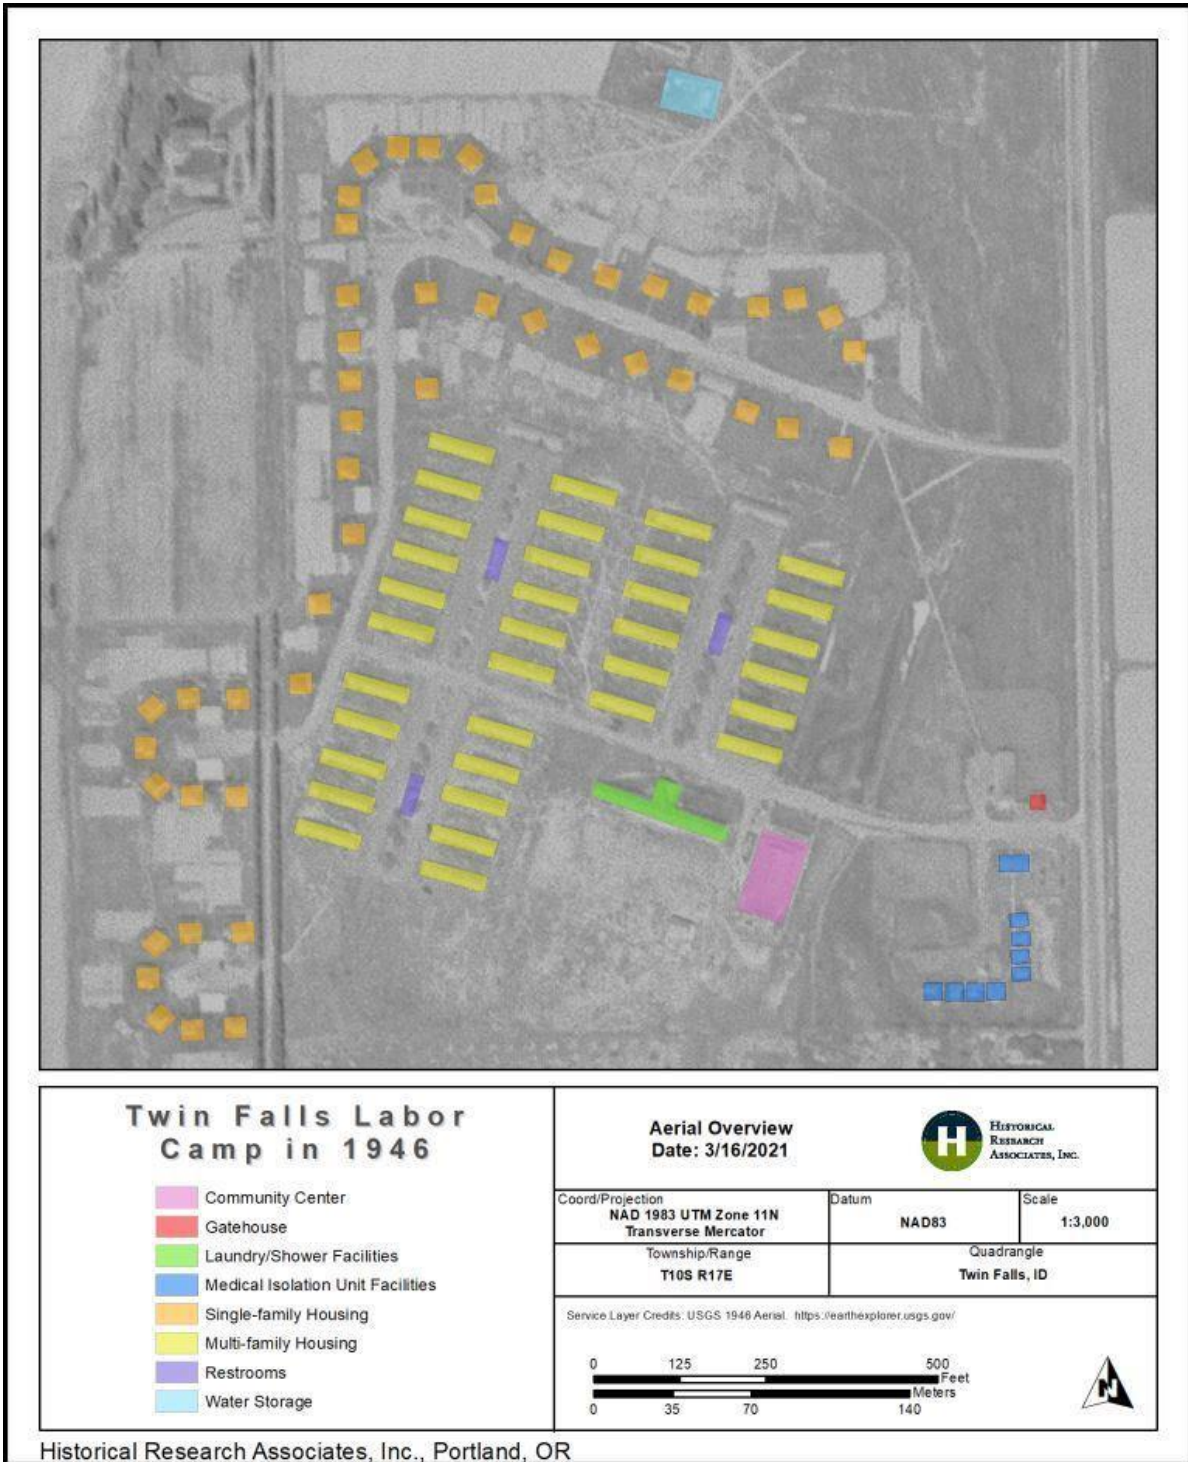 Twin Falls Labor
Camp in 1946
Community Center
Gatehouse
Laundry/Shower Facilities
Medical Isolation Unit Facilities
Single-family Housing
Multi-family Housing
Restrooms
Water Storage
Aerial Overview
Date: 3/16/2021
H
HISTORICAL
RESEARCH
ASSOCIATES, INC.
Coord/Projection
NAD 1983 UTM Zone 11N
Transverse Mercator
Datum
NAD83
Scale
1:3,000
Township/Range
T10S R17E
Quadrangle
Twin Falls, ID
Service Layer Credits: USGS 1946 Aerial. https://earthexplorer.usgs.gov/
0 125 250 500
Feet
Meters
0 35 70 140
N
Historical Research Associates, Inc., Portland, OR